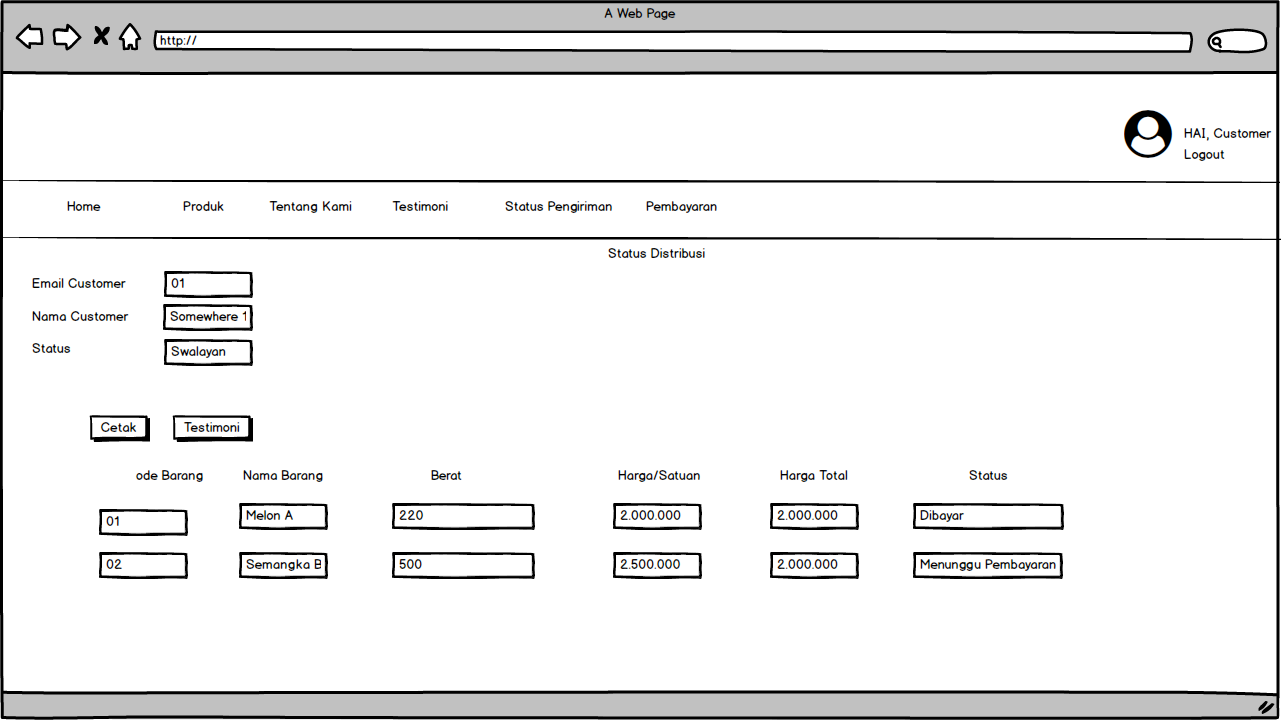 A Web Page
http://
HAI, Customer
Logout
Home Produk Tentang Kami Testimoni Status Pengiriman Pembayaran
Status Distribusi
Email Customer 01
Nama Customer Somewhere 1
Status Swalayan
Cetak Testimoni
ode Barang Nama Barang Berat Harga/Satuan Harga Total Status
01 Melon A 220 2.000.000 2.000.000 Dibayar
02 Semangka B 500 2.500.000 2.000.000 Menunggu Pembayaran